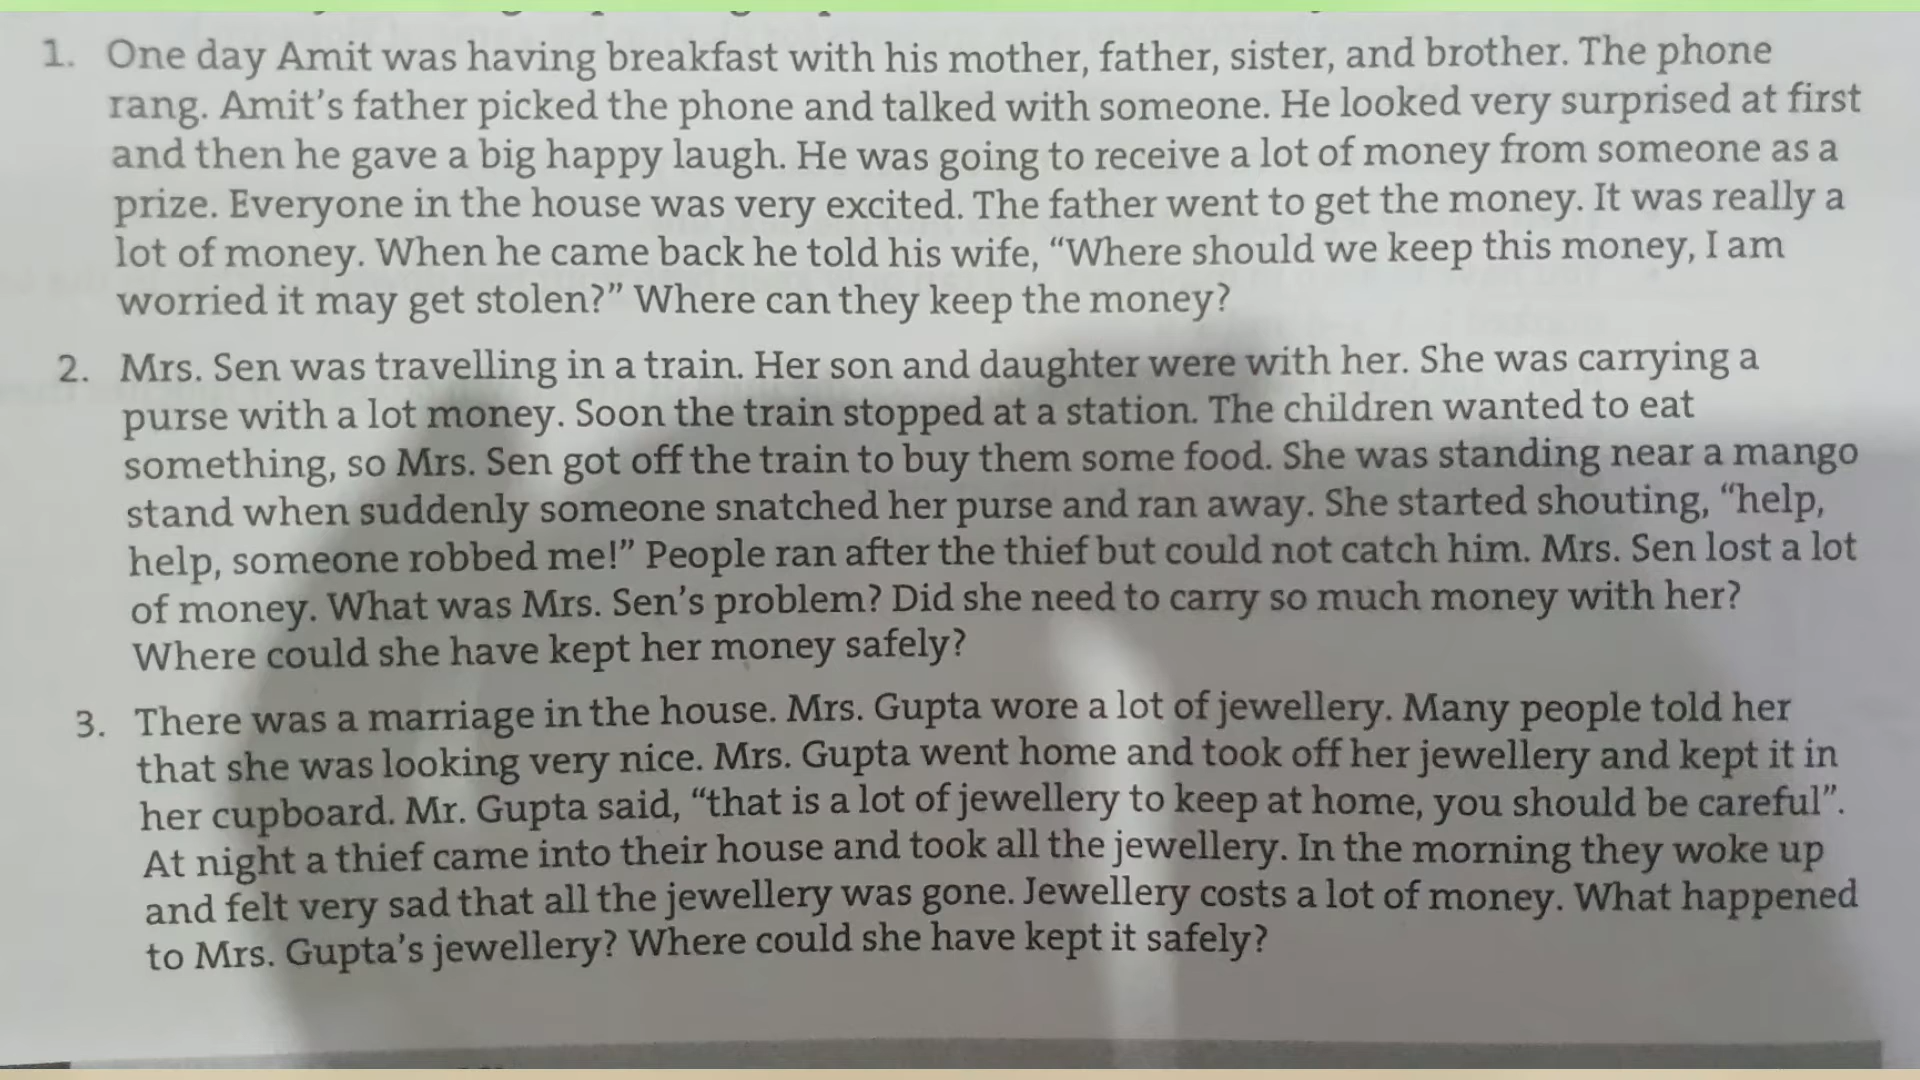 1. One day Amit was having breakfast with his mother, father, sister, and brother. The phone
rang. Amit's father picked the phone and talked with someone. He looked very surprised at first
and then he gave a big happy laugh. He was going to receive a lot of money from someone as a
prize. Everyone in the house was very excited. The father went to get the money. It was really a
lot of money. When he came back he told his wife, “Where should we keep this money, I am
worried it may get stolen?” Where can they keep the money?
2. Mrs. Sen was travelling in a train. Her son and daughter were with her. She was carrying a
purse with a lot money. Soon the train stopped at a station. The children wanted to eat
something, so Mrs. Sen got off the train to buy them some food. She was standing near a mango
stand when suddenly someone snatched her purse and ran away. She started shouting, “help,
help, someone robbed me!” People ran after the thief but could not catch him. Mrs. Sen lost a lot
of money. What was Mrs. Sen's problem? Did she need to carry so much money with her?
Where could she have kept her money safely?
3. There was a marriage in the house. Mrs. Gupta wore a lot of jewellery. Many people told her
that she was looking very nice. Mrs. Gupta went home and took off her jewellery and kept it in
her cupboard. Mr. Gupta said, “that is a lot of jewellery to keep at home, you should be careful”.
At night a thief came into their house and took all the jewellery. In the morning they woke up
and felt very sad that all the jewellery was gone. Jewellery costs a lot of money. What happened
to Mrs. Gupta's jewellery? Where could she have kept it safely?